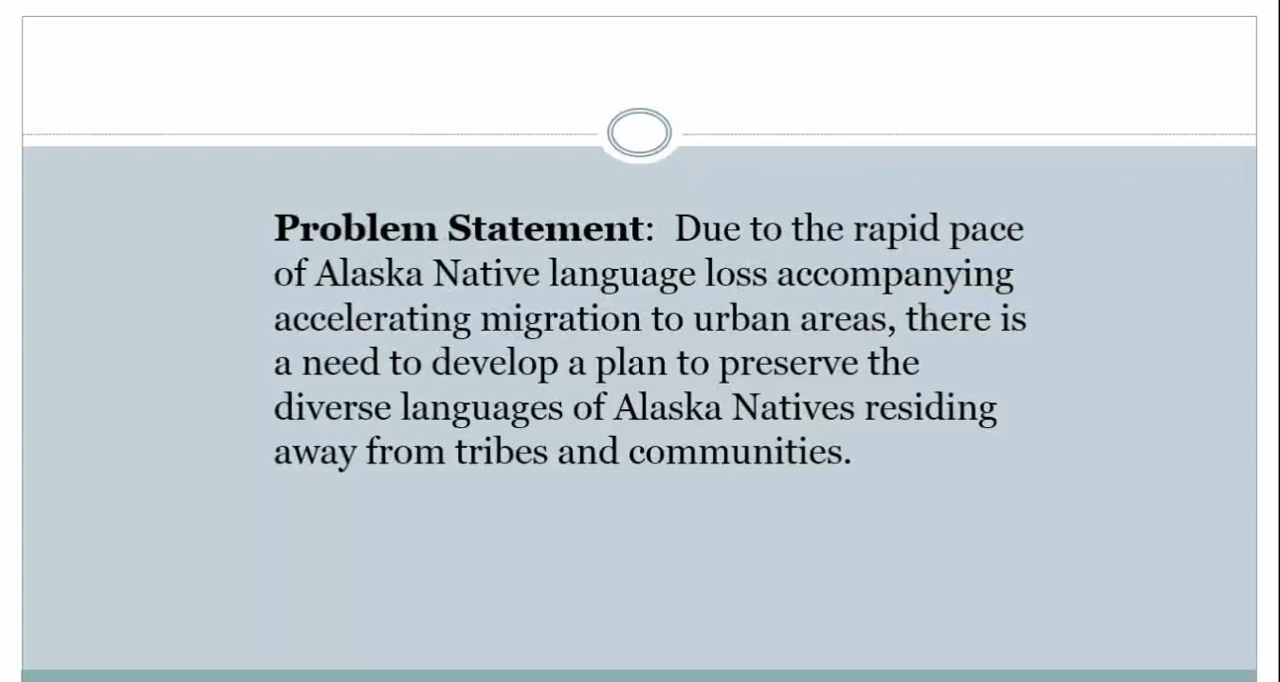 Problem Statement:  Due to the rapid pace
of Alaska Native language loss accompanying
accelerating migration to urban areas, there is
a need to develop a plan to preserve the
diverse languages of Alaska Natives residing
away from tribes and communities.